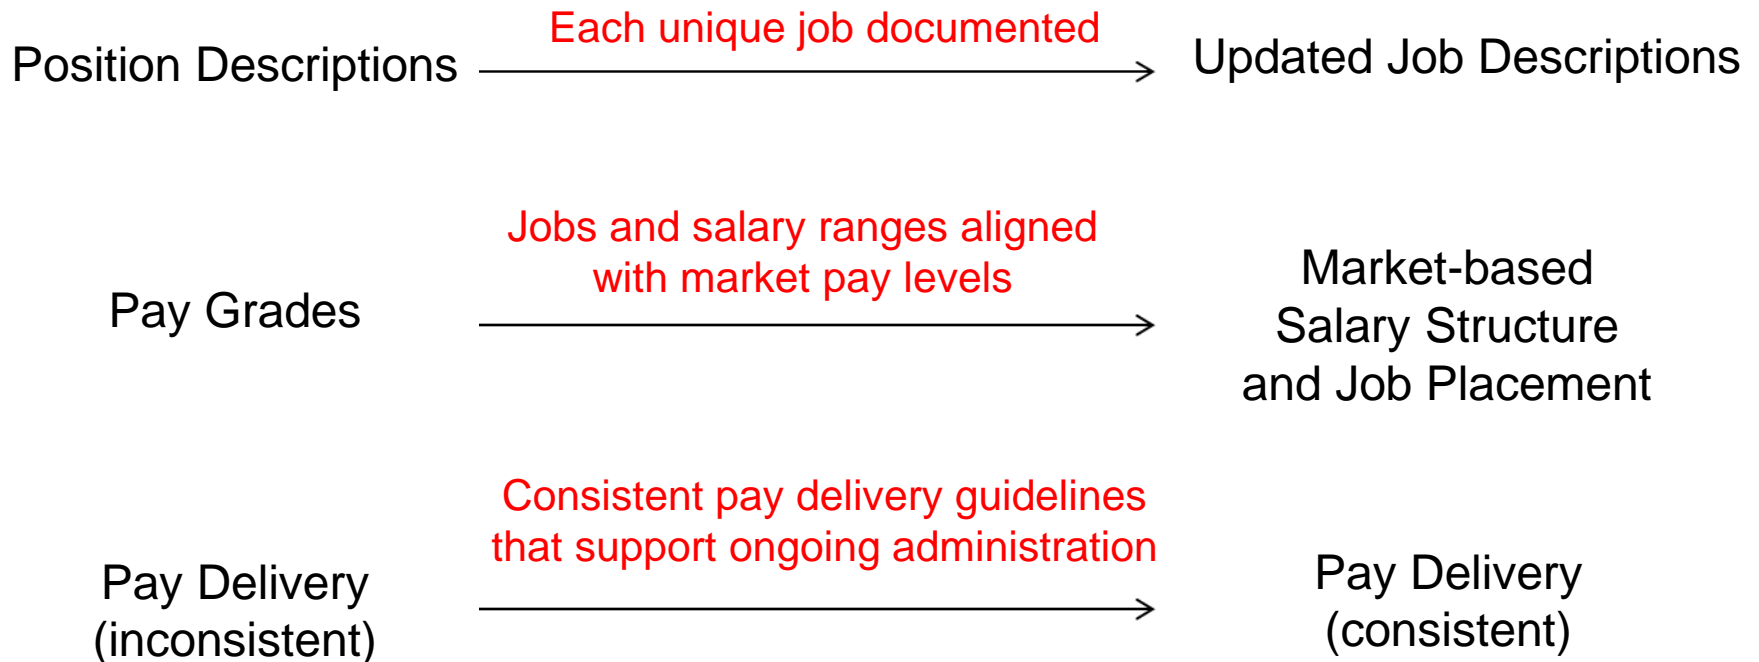 Each unique job documented
Position Descriptions
Updated Job Descriptions
Jobs and salary ranges aligned
with market pay levels
Pay Grades
Market-based
Salary Structure
and Job Placement
Consistent pay delivery guidelines
that support ongoing administration
Pay Delivery
(inconsistent)
Pay Delivery
(consistent)